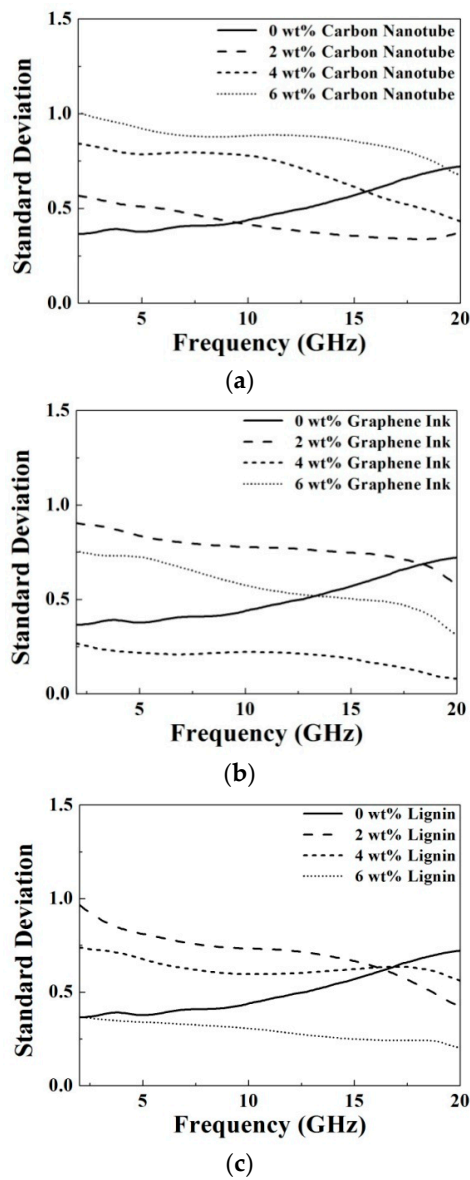 1.5
0 wt% Carbon Nanotube
2 wt% Carbon Nanotube
4 wt% Carbon Nanotube
6 wt% Carbon Nanotube
1.0
0.5
0.0
Standard Deviation
5
10
15
20
Frequency (GHz)
(a)
1.5
0 wt% Graphene Ink
2 wt% Graphene Ink
4 wt% Graphene Ink
6 wt% Graphene Ink
1.0
0.5
0.0
Standard Deviation
5
10
15
20
Frequency (GHz)
(b)
1.5
0 wt% Lignin
2 wt% Lignin
4 wt% Lignin
6 wt% Lignin
1.0
0.5
0.0
Standard Deviation
5
10
15
20
Frequency (GHz)
(c)